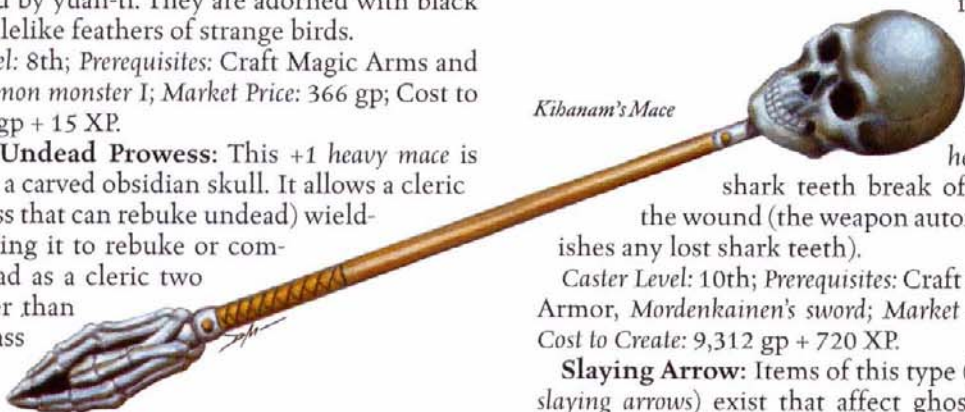 d by yuan-ti. They are adorned with black
lelike feathers of strange birds.
el: 8th; Prerequisites: Craft Magic Arms and
mon monster I; Market Price: 366 gp; Cost to
gp + 15 XP.
Undead Prowess: This +1 heavy mace is
a carved obsidian skull. It allows a cleric
ss that can rebuke undead) wield-
ing it to rebuke or com-
ad as a cleric two
er than
ass
Kihanam's Mace
he
shark teeth break of
the wound (the weapon auto
ishes any lost shark teeth).
Caster Level: 10th; Prerequisites: Craft
Armor, Mordenkainen's sword; Market
Cost to Create: 9,312 gp + 720 XP.
Slaying Arrow: Items of this type (
slaying arrows) exist that affect ghos